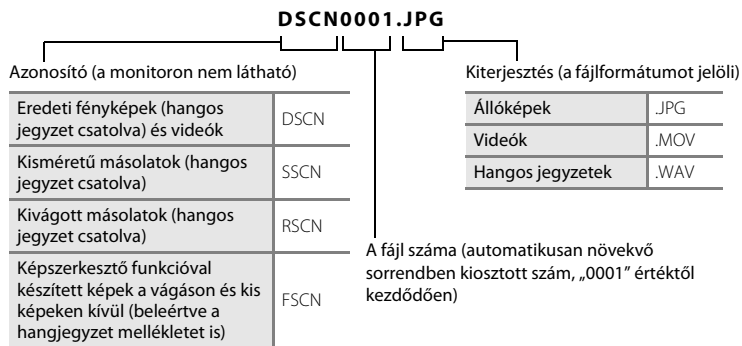 DSCN0001.JPG
Azonosító (a monitoron nem látható)
Eredeti fényképek (hangos
jegyzet csatolva) és videók
DSCN
Kisméretű másolatok (hangos
jegyzet csatolva)
SSCN
Kivágott másolatok (hangos
jegyzet csatolva)
RSCN
Képszerkesztő funkcióval
készített képek a vágáson és kis
képeken kívül (beleértve a
hangjegyzet mellékletet is)
FSCN
Kiterjesztés (a fájlformátumot jelöli)
Állóképek .JPG
Videók .MOV
Hangos jegyzetek .WAV
A fájl száma (automatikusan növekvő
sorrendben kiosztott szám, „0001” értéktől
kezdődően)